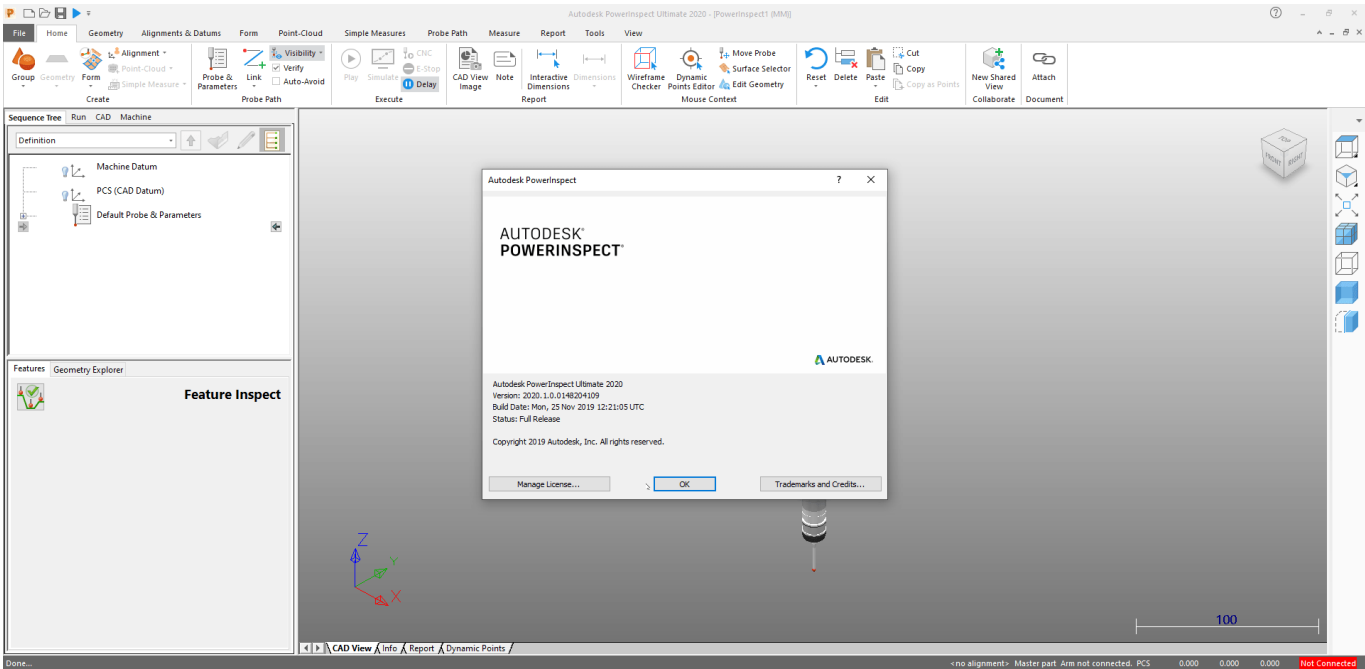 Autodesk PowerInspect Ultimate 2020 - [PowerInspect1 (MM)]
File Home Geometry Alignments & Datums Form Point-Cloud Simple Measures Probe Path Measure Report Tools View
Group Geometry Form Alignment Point-Cloud Simple Measure
Create
Probe & Parameters Link Visibility Verify Auto-Avoid
Probe Path
Play Simulate CNC E-Stop Delay
Execute
CAD View Image Note Interactive Dimensions Dimensions
Report
Wireframe Checker Dynamic Points Editor Move Probe Surface Selector Edit Geometry
Mouse Context
Reset Delete Paste Cut Copy Copy as Points
Edit
New Shared View
Collaborate
Attach
Document
Sequence Tree Run CAD Machine
Definition
Machine Datum
PCS (CAD Datum)
Default Probe & Parameters
Features Geometry Explorer
Feature Inspect
TOP
FRONT RIGHT
Autodesk PowerInspect ?
AUTODESK®
POWERINSPECT®
AUTODESK.
Autodesk PowerInspect Ultimate 2020
Version: 2020.1.0.0148204109
Build Date: Mon, 25 Nov 2019 12:21:05 UTC
Status: Full Release
Copyright 2019 Autodesk, Inc. All rights reserved.
Manage License... OK Trademarks and Credits...
Z
Y
X
100
CAD View Info Report Dynamic Points
Done... <no alignment> Master part Arm not connected. PCS 0.000 0.000 0.000 Not Connected